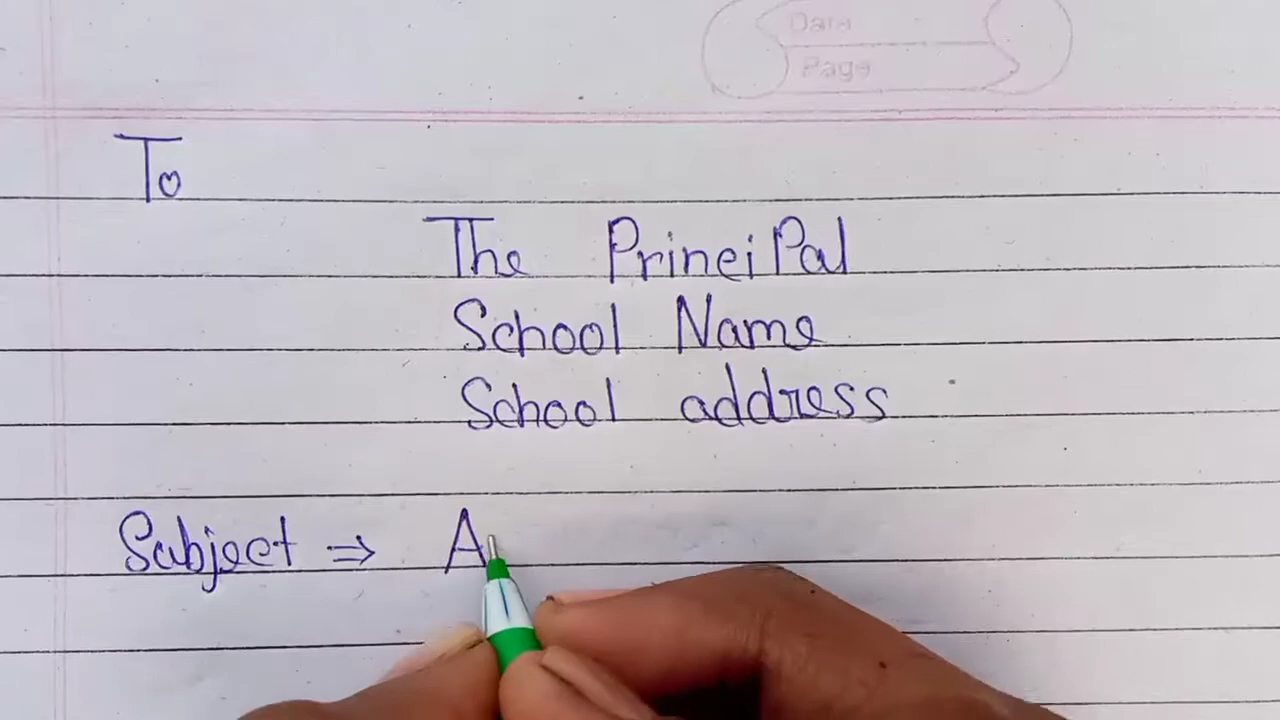 Date
Page
To
The PrinciPal
School Name
School address
Subject ⇒ A